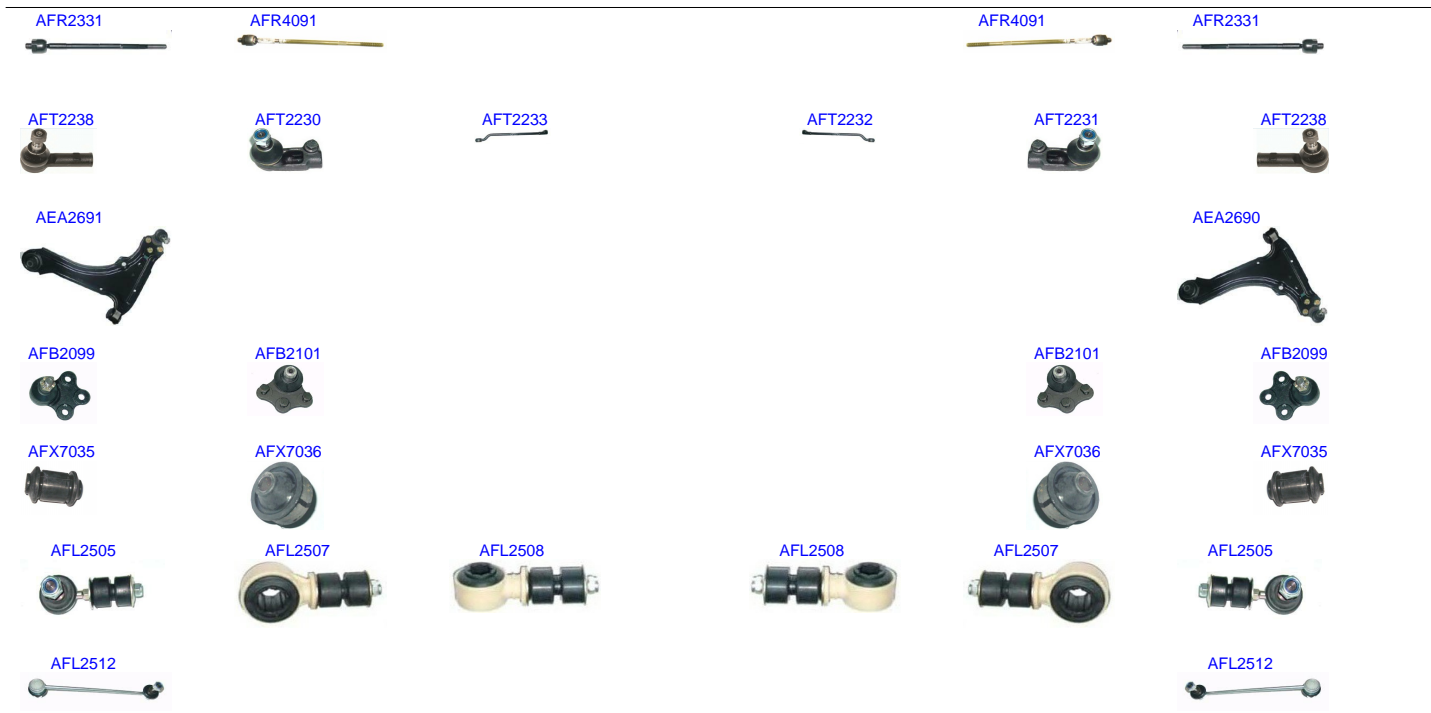 AFR2331 AFR4091 AFR4091 AFR2331
AFT2238 AFT2230 AFT2233 AFT2232 AFT2231 AFT2238
AEA2691 AEA2690
AFB2099 AFB2101 AFB2101 AFB2099
AFX7035 AFX7036 AFX7036 AFX7035
AFL2505 AFL2507 AFL2508 AFL2508 AFL2507 AFL2505
AFL2512 AFL2512